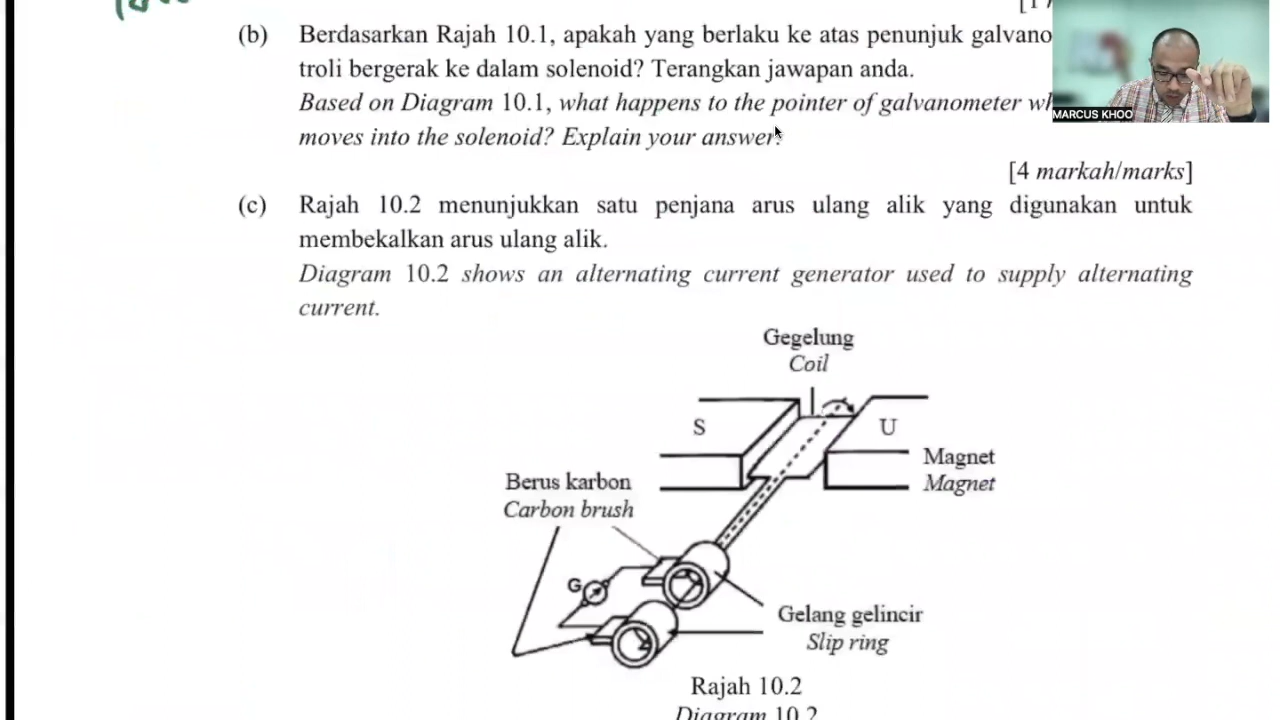 (b) Berdasarkan Rajah 10.1, apakah yang berlaku ke atas penunjuk
troli bergerak ke dalam solenoid? Terangkan jawapan anda.
Based on Diagram 10.1, what happens to the pointer of galvanometer
moves into the solenoid? Explain your answer.
MARCUS KHOO
[4 markah/marks]
(c) Rajah 10.2 menunjukkan satu penjana arus ulang alik yang digunakan untuk
membekalkan arus ulang alik.
Diagram 10.2 shows an alternating current generator used to supply alternating
current.
Gegelung
Coil
S
U
Magnet
Magnet
Berus karbon
Carbon brush
G
Gelang gelincir
Slip ring
Rajah 10.2
Diagram 10.2